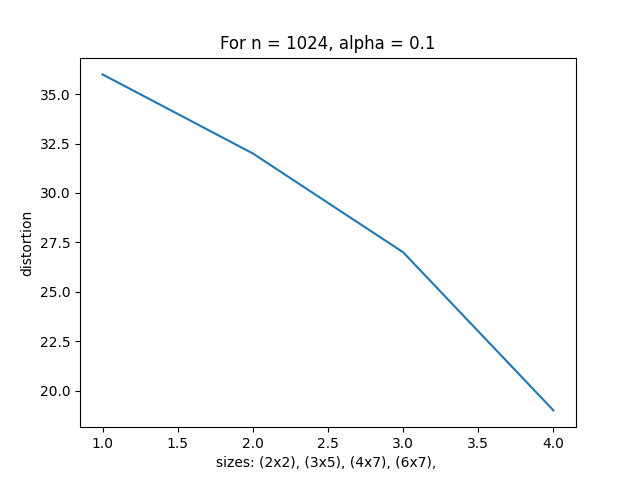 For n = 1024, alpha = 0.1
35.0
32.5
30.0
27.5
25.0
22.5
20.0
distortion
1.0 1.5 2.0 2.5 3.0 3.5 4.0
sizes: (2x2), (3x5), (4x7), (6x7),